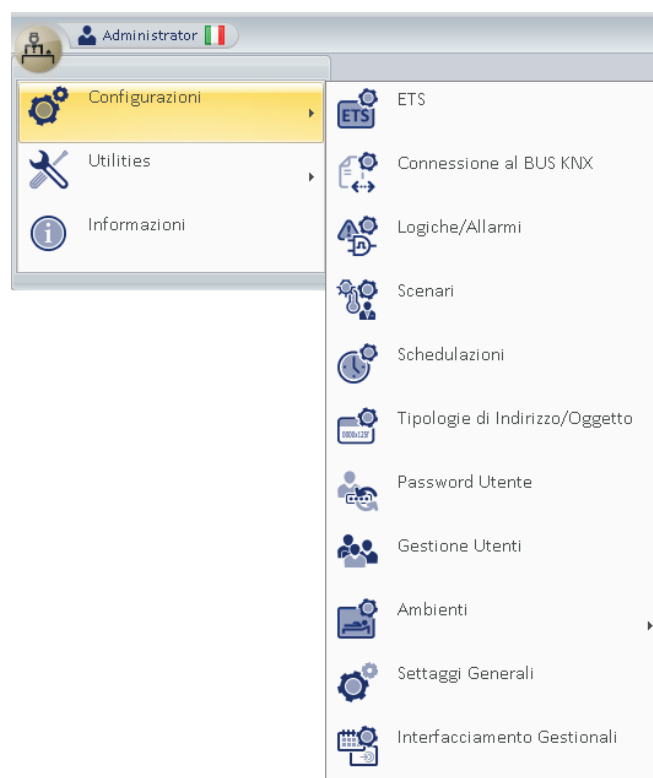 Administrator
Configurazioni
Utilities
Informazioni
ETS
ETS
Connessione al BUS KNX
Logiche/Allarmi
Scenari
Schedulazioni
Tipologie di Indirizzo/Oggetto
Password Utente
Gestione Utenti
Ambienti
Settaggi Generali
Interfacciamento Gestionali